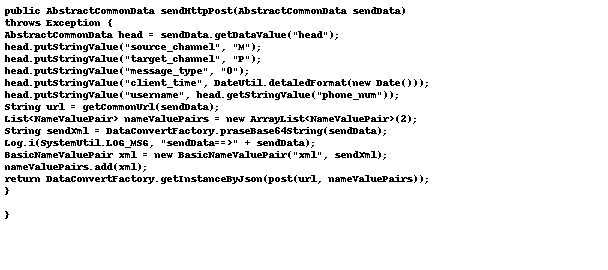 public AbstractCommonData sendHttpPost(AbstractCommonData sendData)
throws Exception {
AbstractCommonData head = sendData.getDataValue("head");
head.putStringValue("source_channel", "M");
head.putStringValue("target_channel", "P");
head.putStringValue("message_type", "0");
head.putStringValue("client_time", DateUtil.detaledFormat(new Date()));
head.putStringValue("username", head.getStringValue("phone_num"));
String url = getCommonUrl(sendData);
List<NameValuePair> nameValuePairs = new ArrayList<NameValuePair>(2);
String sendXml = DataConvertFactory.praseBase64String(sendData);
Log.i(SystemUtil.LOG_MSG, "sendData==>" + sendData);
BasicNameValuePair xml = new BasicNameValuePair("xml", sendXml);
nameValuePairs.add(xml);
return DataConvertFactory.getInstanceByJson(post(url, nameValuePairs));
}
}